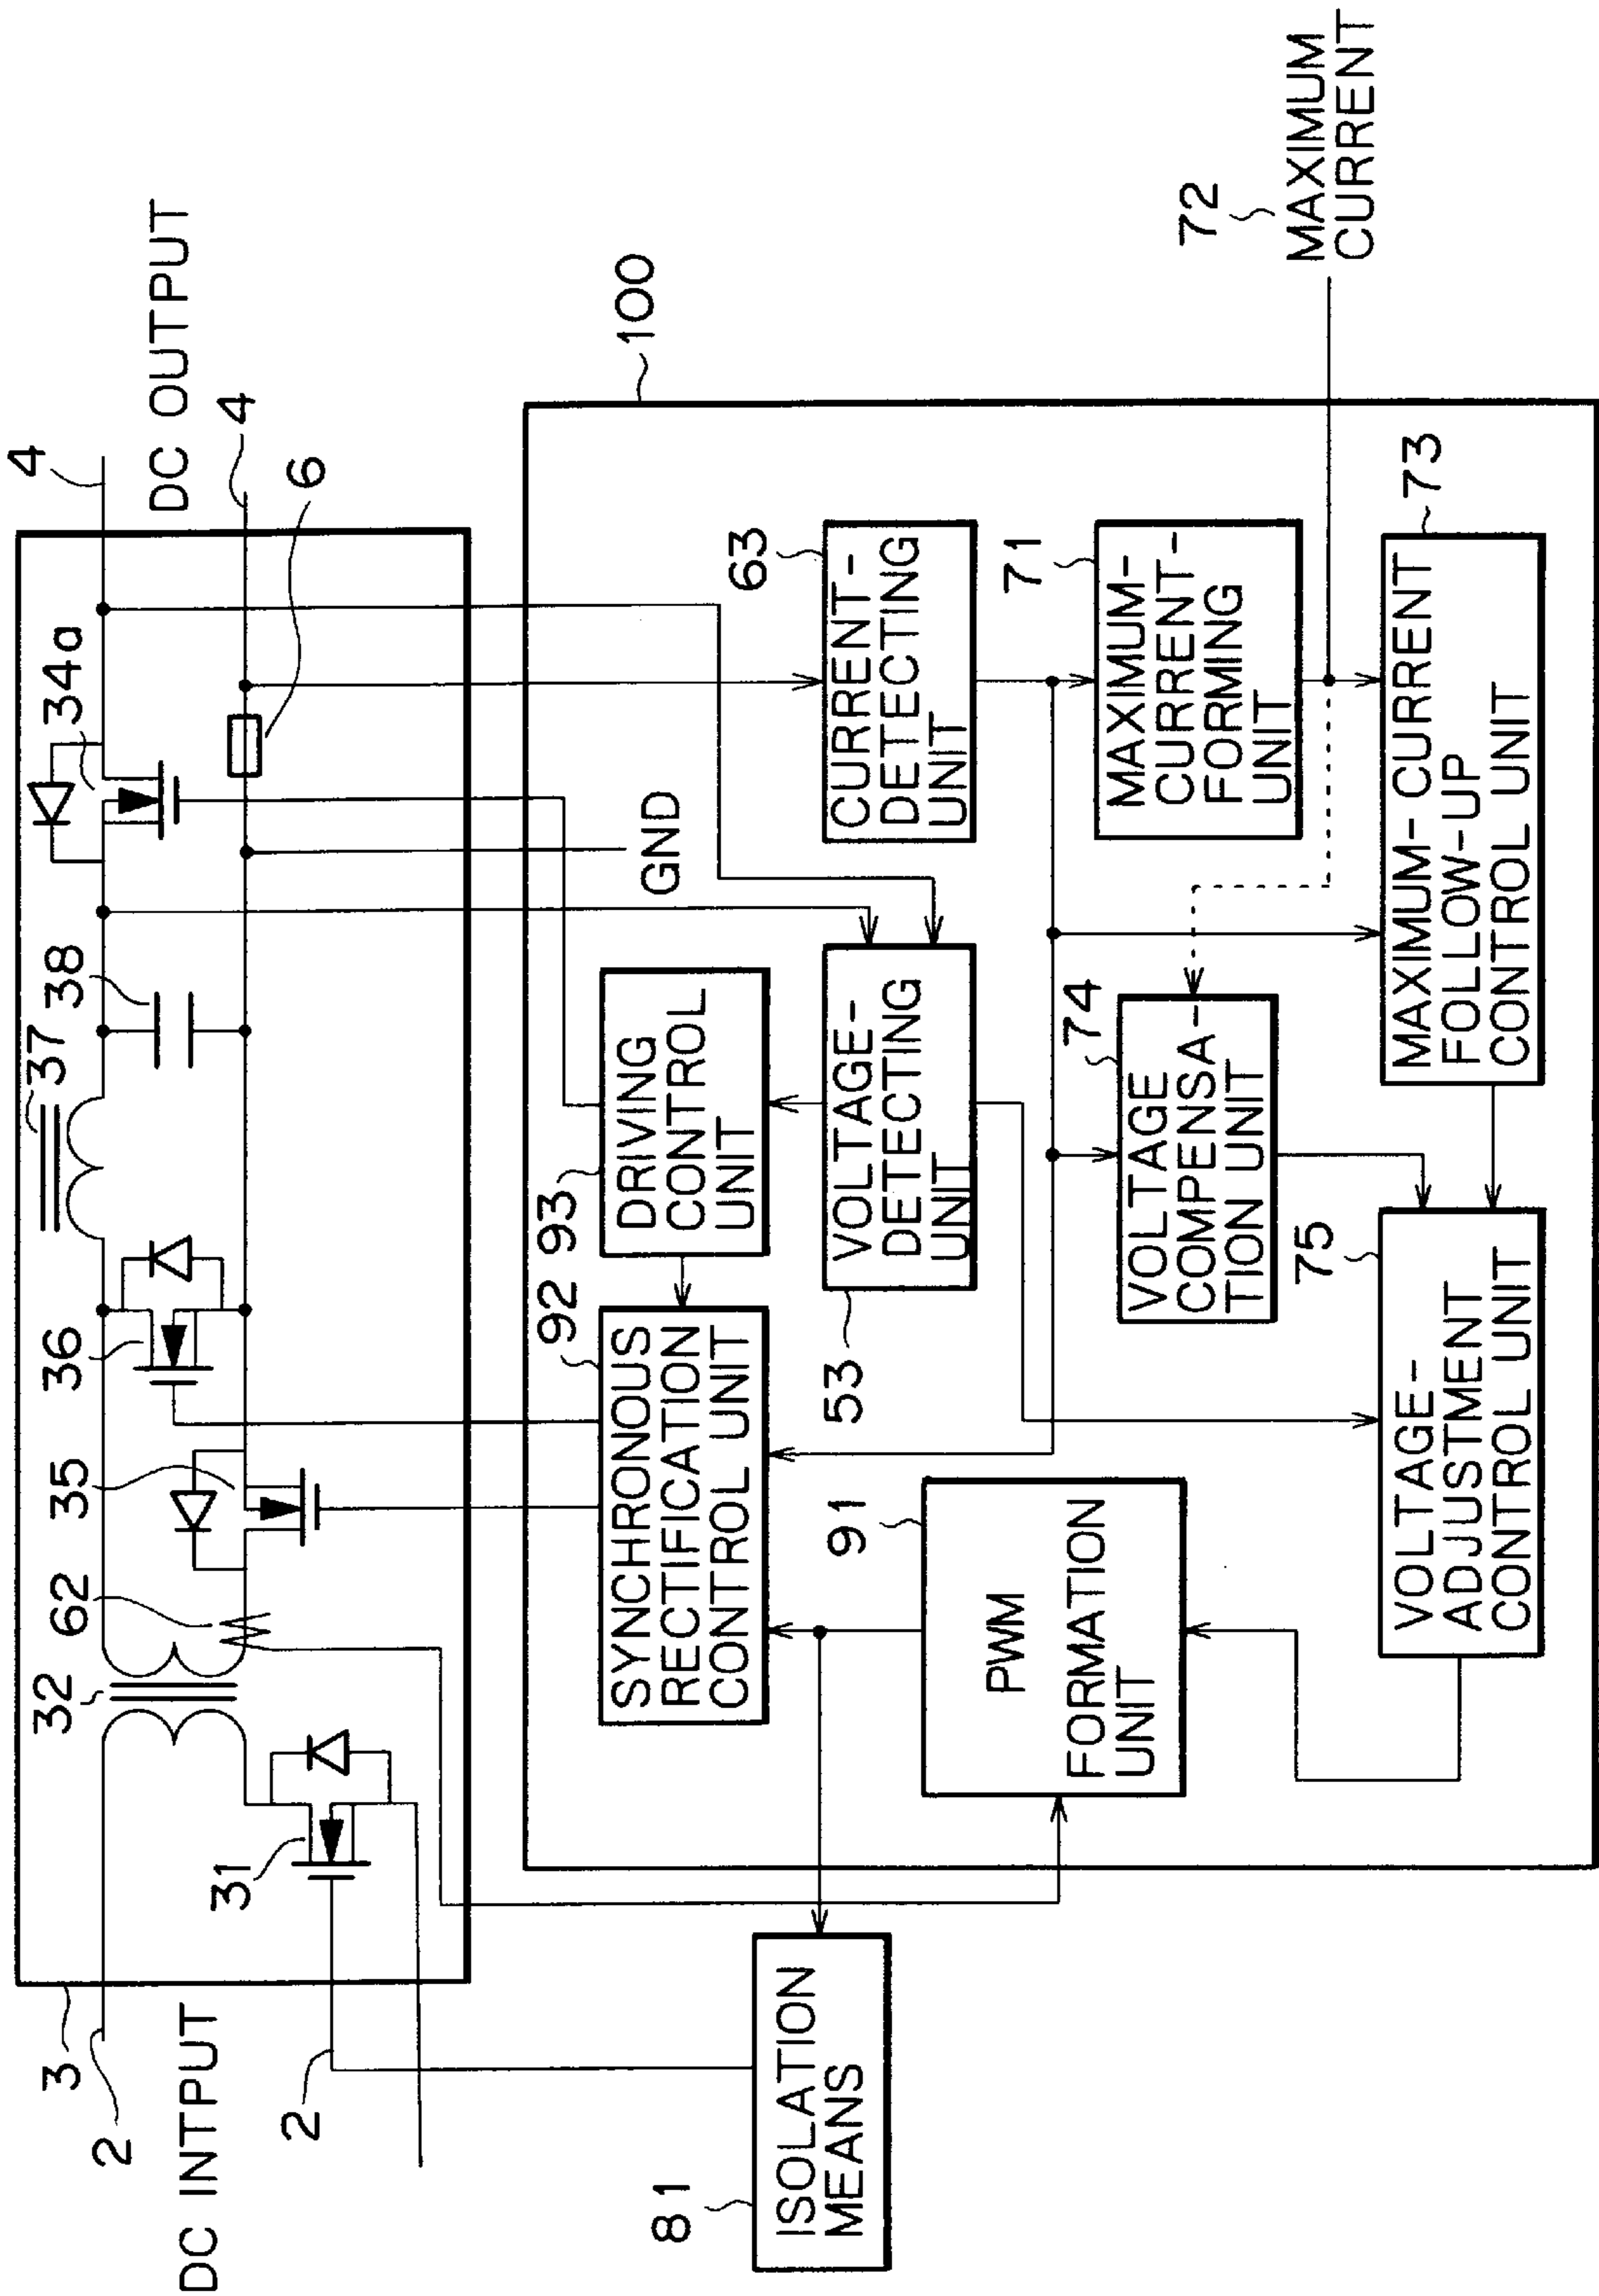 3
2
DC INTPUT
2
31
32
62
35
36
37
38
34a
4
DC OUTPUT
4
6
GND
100
81
ISOLATION
MEANS
92
SYNCHRONOUS
RECTIFICATION
CONTROL UNIT
93
DRIVING
CONTROL
UNIT
53
VOLTAGE-
DETECTING
UNIT
63
CURRENT-
DETECTING
UNIT
91
PWM
FORMATION
UNIT
74
VOLTAGE
COMPENSA-
TION UNIT
71
MAXIMUM-
CURRENT-
FORMING
UNIT
72
MAXIMUM
CURRENT
75
VOLTAGE-
ADJUSTMENT
CONTROL UNIT
73
MAXIMUM-CURRENT
FOLLOW-UP
CONTROL UNIT